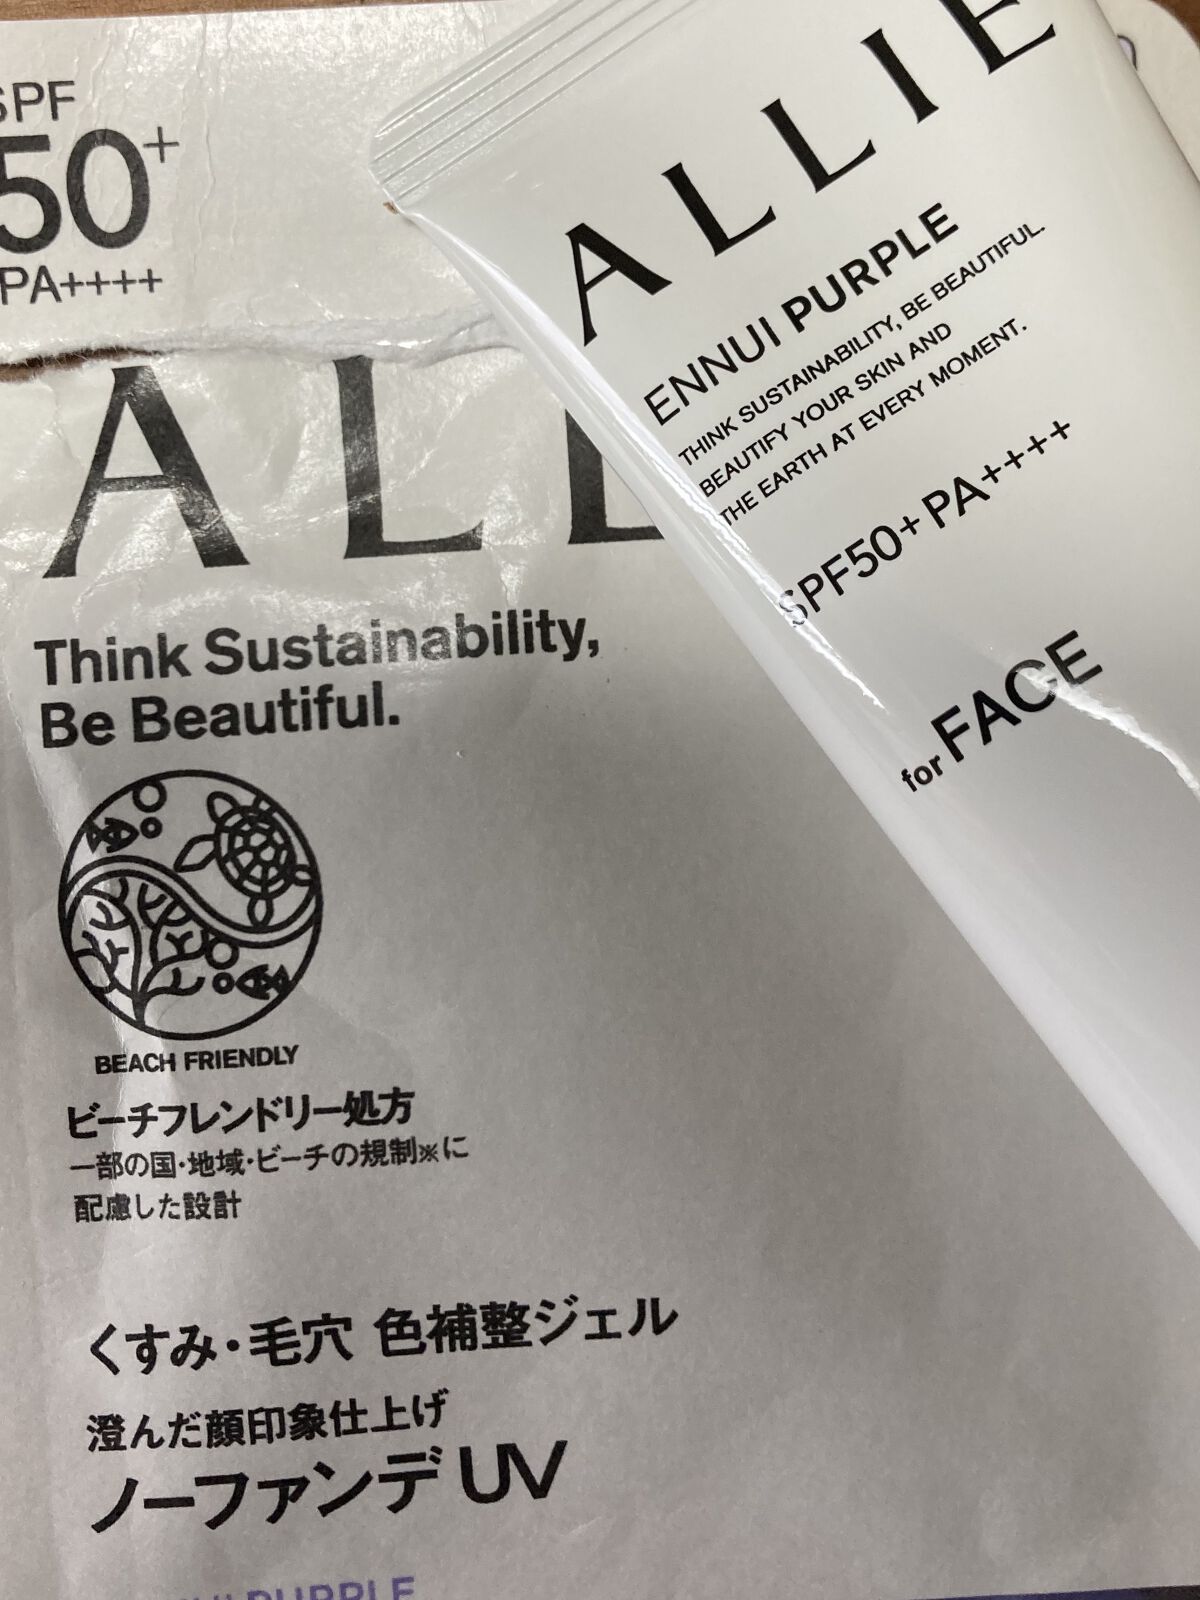 SPF
50+
PA++++
ALL
Think Sustainability,
Be Beautiful.
BEACH FRIENDLY
ビーチフレンドリー処方
一部の国・地域・ビーチの規制※に
配慮した設計
くすみ・毛穴 色補整ジェル
澄んだ顔印象仕上げ
ノーファンデUV
PURPLE
ALLIE
ENNUI PURPLE
THINK SUSTAINABILITY, BE BEAUTIFUL.
BEAUTIFY YOUR SKIN AND
THE EARTH AT EVERY MOMENT.
SPF50+ PA++++
for FACE